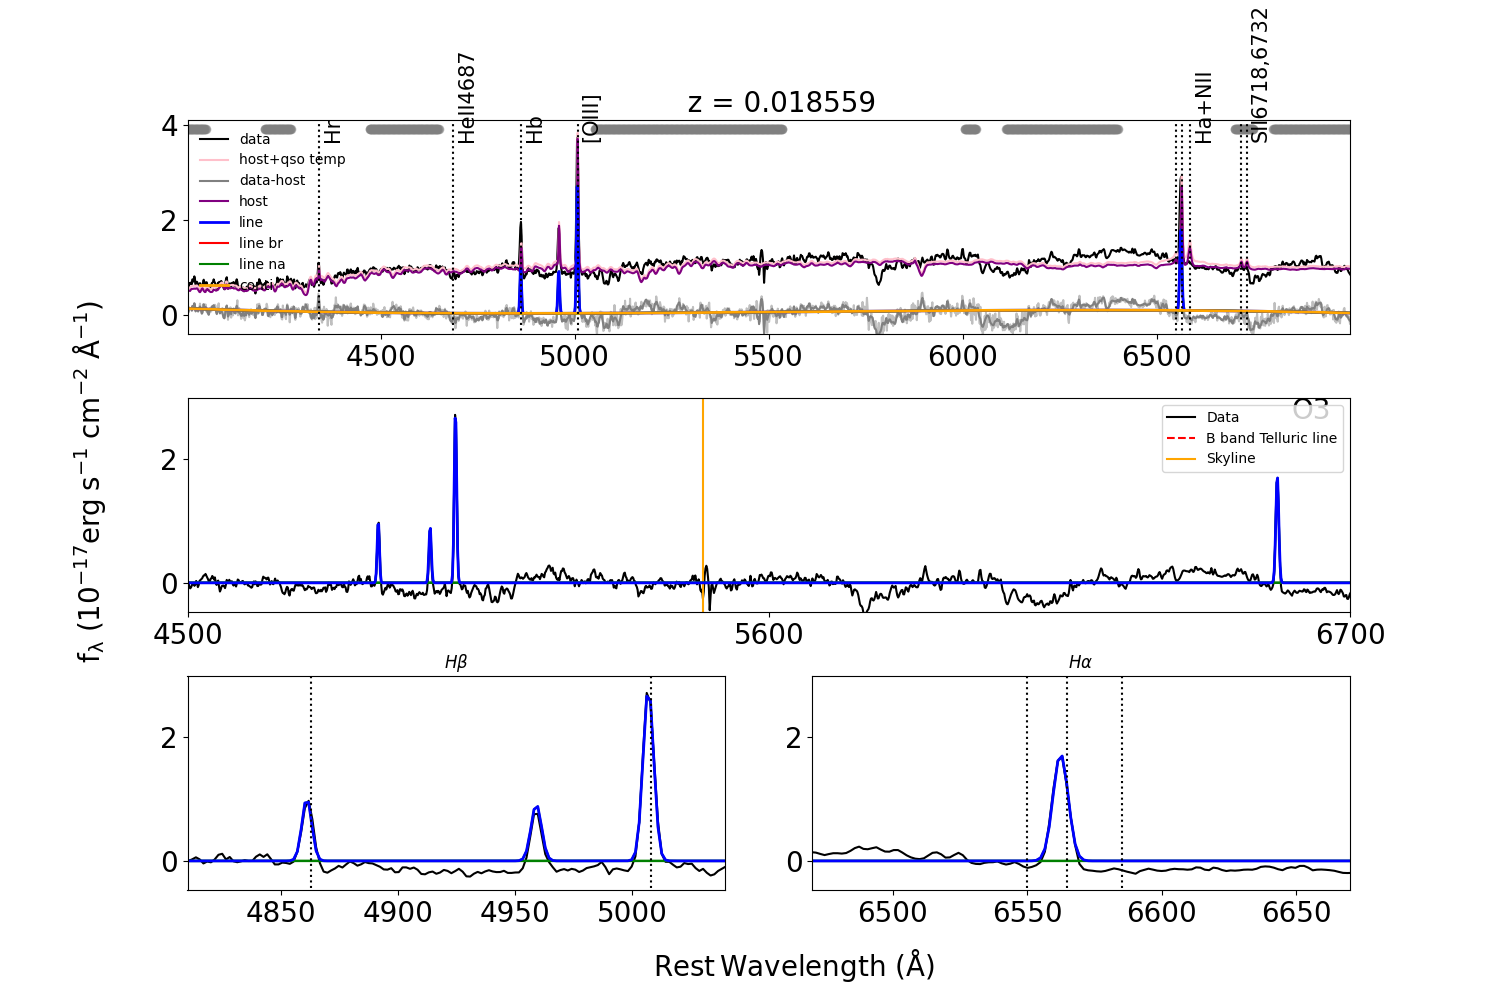 z = 0.018559
Hr
HeII4687
Hb
[OIII]
Ha+NII
SII6718,6732
4
2
0
data
host+qso temp
data-host
host
line
line br
line na
4500 5000 5500 6000 6500
f_λ (10^−17 erg s^−1 cm^−2 Å^−1)
O3
2
0
Data
B band Telluric line
Skyline
4500 5600 6700
Hβ
2
0
4850 4900 4950 5000
Hα
2
0
6500 6550 6600 6650
Rest Wavelength (Å)